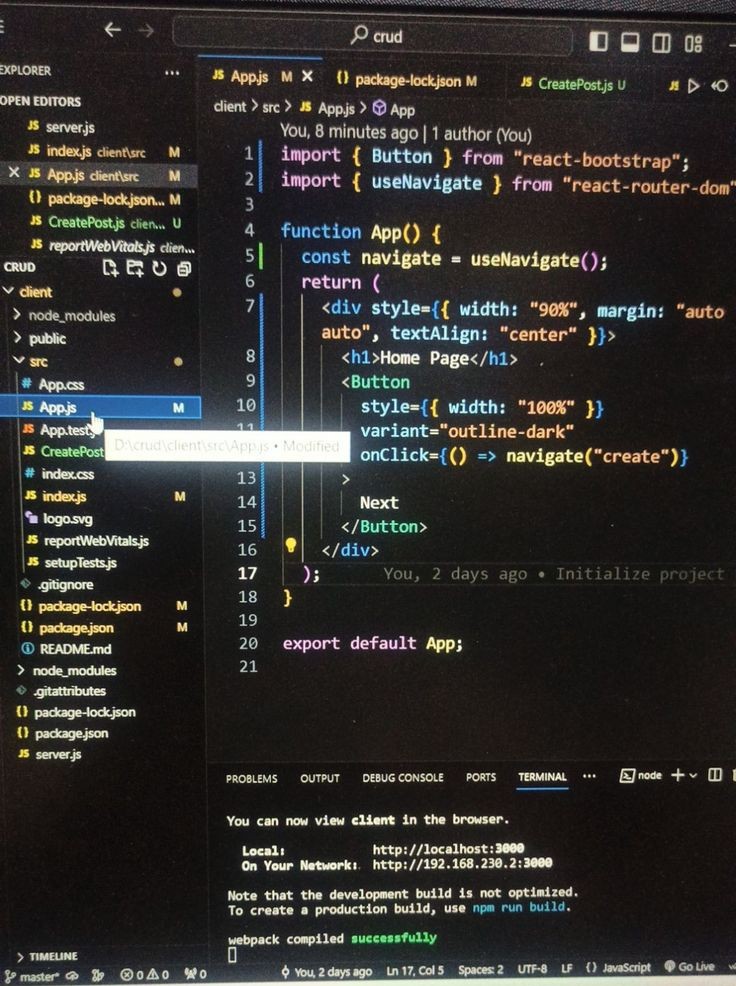 crud
EXPLORER ...
OPEN EDITORS
JS server.js
JS index.js client\src M
X JS App.js client\src M
{} package-lock.json... M
JS CreatePost.js clien... U
JS reportWebVitals.js clien...
CRUD
client
node_modules
public
src
# App.css
JS App.js M
JS App.test.js
D:\crud\client\src\App.js • Modified
JS CreatePost
# index.css
JS index.js M
logo.svg
JS reportWebVitals.js
JS setupTests.js
.gitignore
{} package-lock.json M
{} package.json M
README.md
node_modules
.gitattributes
{} package-lock.json
{} package.json
JS server.js
TIMELINE
JS App.js M X {} package-lock.json M JS CreatePost.js U JS
client > src > JS App.js > App
You, 8 minutes ago | 1 author (You)
1 import { Button } from "react-bootstrap";
2 import { useNavigate } from "react-router-dom"
3
4 function App() {
5 const navigate = useNavigate();
6 return (
7 <div style={{ width: "90%", margin: "auto
auto", textAlign: "center" }}>
8 <h1>Home Page</h1>
9 <Button
10 style={{ width: "100%" }}
11 variant="outline-dark"
onClick={() => navigate("create")}
13 >
14 Next
15 </Button>
16 </div>
17 ); You, 2 days ago • Initialize project
18 }
19
20 export default App;
21
PROBLEMS OUTPUT DEBUG CONSOLE PORTS TERMINAL ... node
You can now view client in the browser.
Local: http://localhost:3000
On Your Network: http://192.168.230.2:3000
Note that the development build is not optimized.
To create a production build, use npm run build.
webpack compiled successfully
master* 0 0 0 You, 2 days ago Ln 17, Col 5 Spaces: 2 UTF-8 LF {} JavaScript Go Live